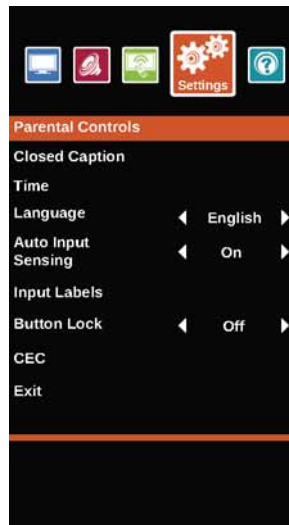 Settings
Parental Controls
Closed Caption
Time
Language English
Auto Input
Sensing On
Input Labels
Button Lock Off
CEC
Exit